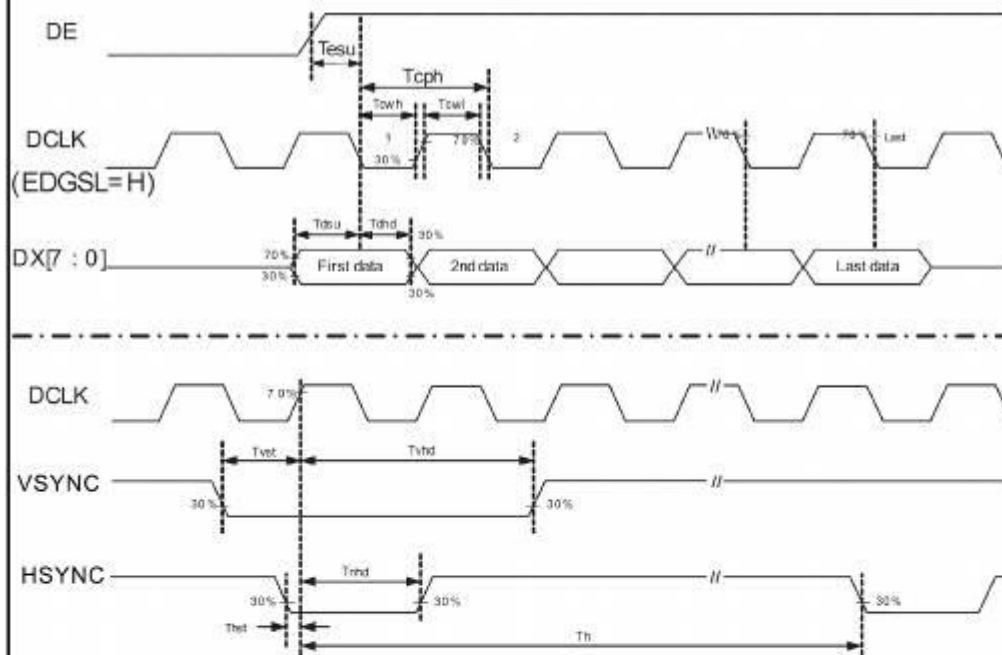 DE
Tesu
Tcph
Tcwh
Tcwl
DCLK
1
70%
2
70%
70%
Last
30%
(EDGSL=H)
Tdsu
Tdhd
30%
DX[7 : 0]
70%
First data
2nd data
//
Last data
30%
30%
DCLK
70%
//
Tvst
Tvhd
VSYNC
30%
30%
//
HSYNC
Thhd
//
30%
30%
30%
Thst
Th